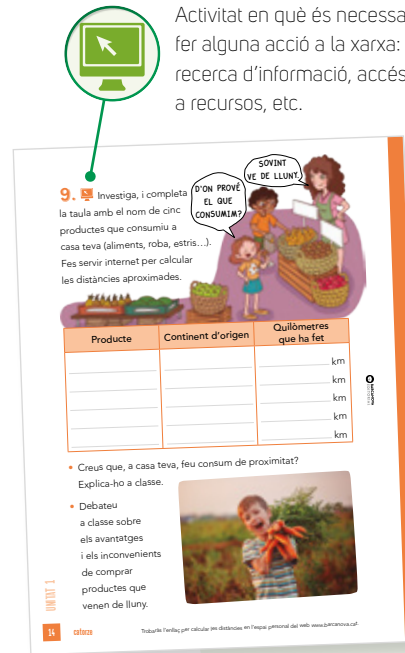 Activitat en què és necessa
fer alguna acció a la xarxa:
recerca d'informació, accés
a recursos, etc.
SOVINT
VE DE LLUNY.
D'ON PROVÉ
EL QUE
CONSUMIM?
9. Investiga, i completa
la taula amb el nom de cinc
productes que consumiu a
casa teva (aliments, roba, estris…).
Fes servir internet per calcular
les distàncies aproximades.
Producte Continent d'origen Quilòmetres
que ha fet
km
km
km
km
km
• Creus que, a casa teva, feu consum de proximitat?
Explica-ho a classe.
• Debateu
a classe sobre
els avantatges
i els inconvenients
de comprar
productes que
venen de lluny.
UNITAT 1
14 catorze
Trobaràs l'enllaç per calcular les distàncies en l'espai personal del web www.barcanova.cat.